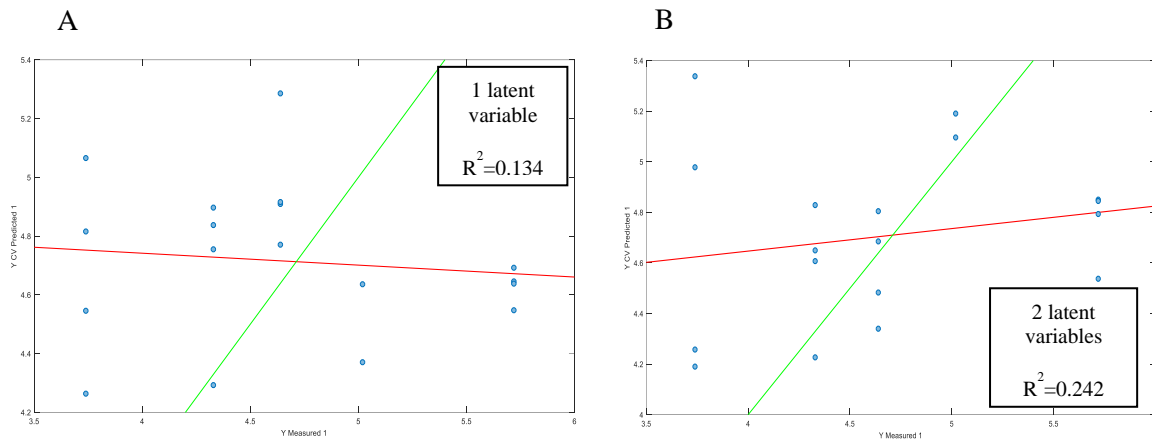 A
5.4
5.2
5
4.8
4.6
4.4
4.2
3.5 4 4.5 5 5.5 6
Y CV Predicted 1
Y Measured 1
1 latent
variable
R²=0.134
B
5.4
5.2
5
4.8
4.6
4.4
4.2
4
3.5 4 4.5 5 5.5
Y CV Predicted 1
Y Measured 1
2 latent
variables
R²=0.242